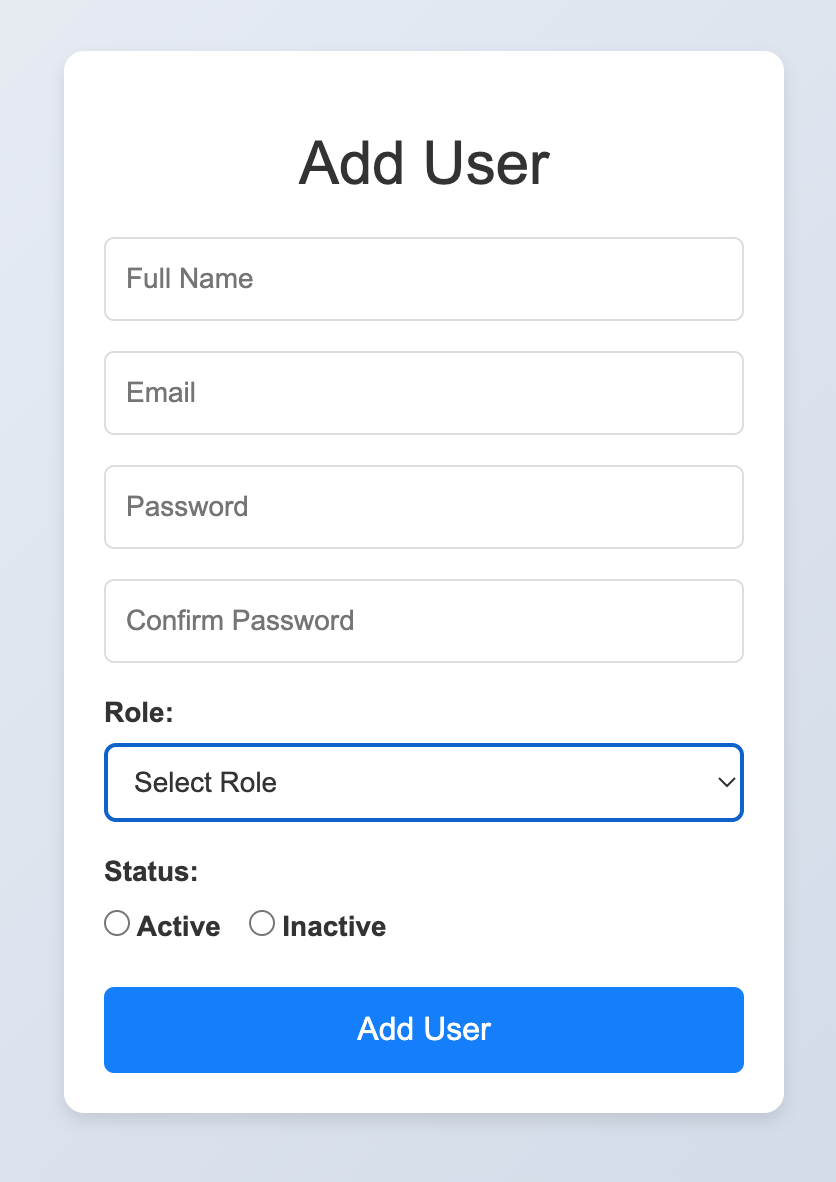 Add User
Full Name
Email
Password
Confirm Password
Role:
Select Role
Status:
Active Inactive
Add User